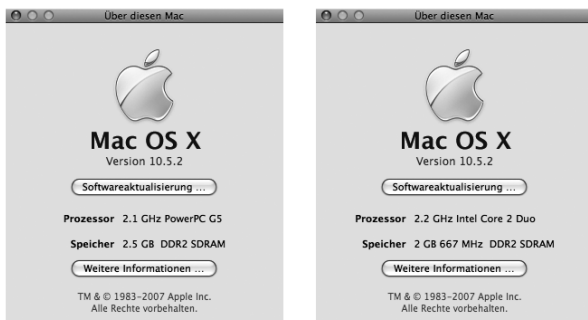 Über diesen Mac
Mac OS X
Version 10.5.2
Softwareaktualisierung ...
Prozessor 2.1 GHz PowerPC G5
Speicher 2.5 GB DDR2 SDRAM
Weitere Informationen ...
TM & © 1983–2007 Apple Inc.
Alle Rechte vorbehalten.
Über diesen Mac
Mac OS X
Version 10.5.2
Softwareaktualisierung ...
Prozessor 2.2 GHz Intel Core 2 Duo
Speicher 2 GB 667 MHz DDR2 SDRAM
Weitere Informationen ...
TM & © 1983–2007 Apple Inc.
Alle Rechte vorbehalten.